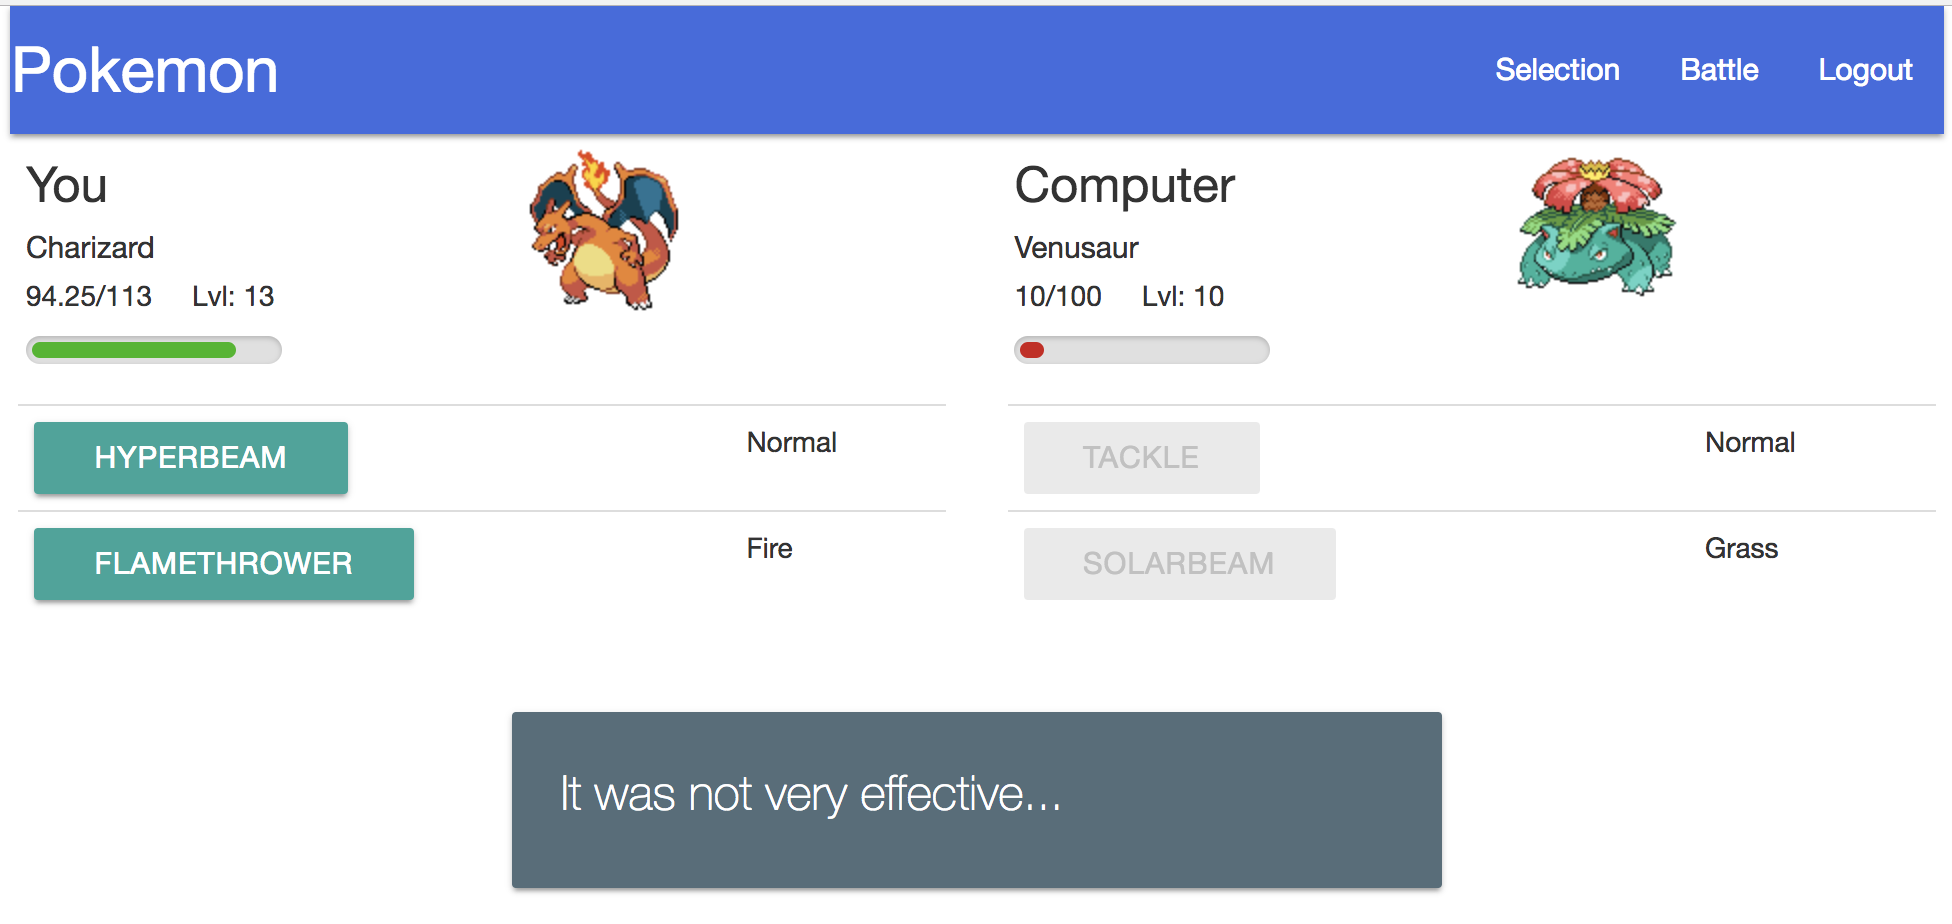 Pokemon
Selection Battle Logout
You
Charizard
94.25/113 Lvl: 13
HYPERBEAM Normal
FLAMETHROWER Fire
Computer
Venusaur
10/100 Lvl: 10
TACKLE Normal
SOLARBEAM Grass
It was not very effective...